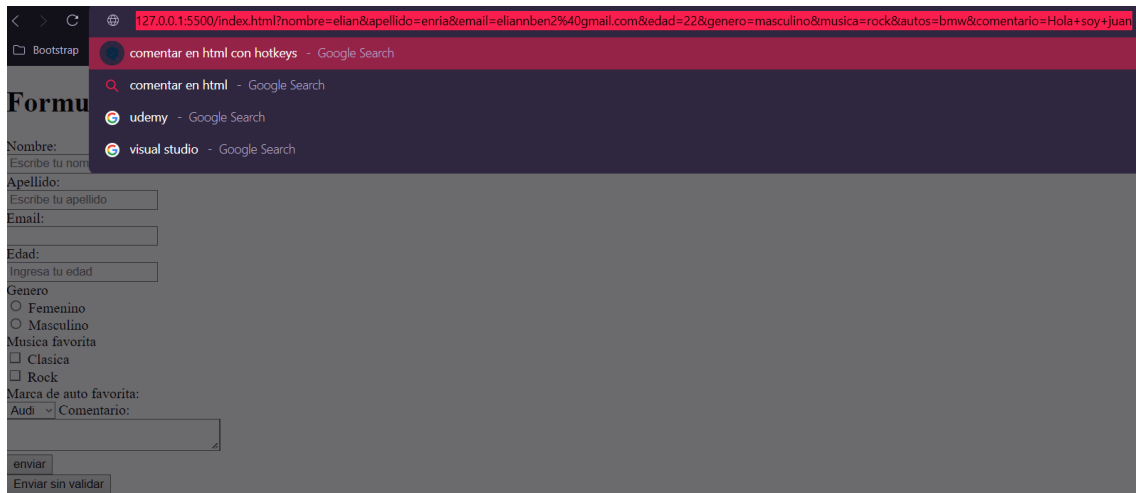 127.0.0.1:5500/index.html?nombre=elian&apellido=enria&email=eliannben2%40gmail.com&edad=22&genero=masculino&musica=rock&autos=bmw&comentario=Hola+soy+juan
Bootstrap
comentar en html con hotkeys - Google Search
comentar en html - Google Search
udemy - Google Search
visual studio - Google Search
Formu
Nombre:
Escribe tu nom
Apellido:
Escribe tu apellido
Email:
Edad:
Ingresa tu edad
Genero
Femenino
Masculino
Musica favorita
Clasica
Rock
Marca de auto favorita:
Audi Comentario:
enviar
Enviar sin validar